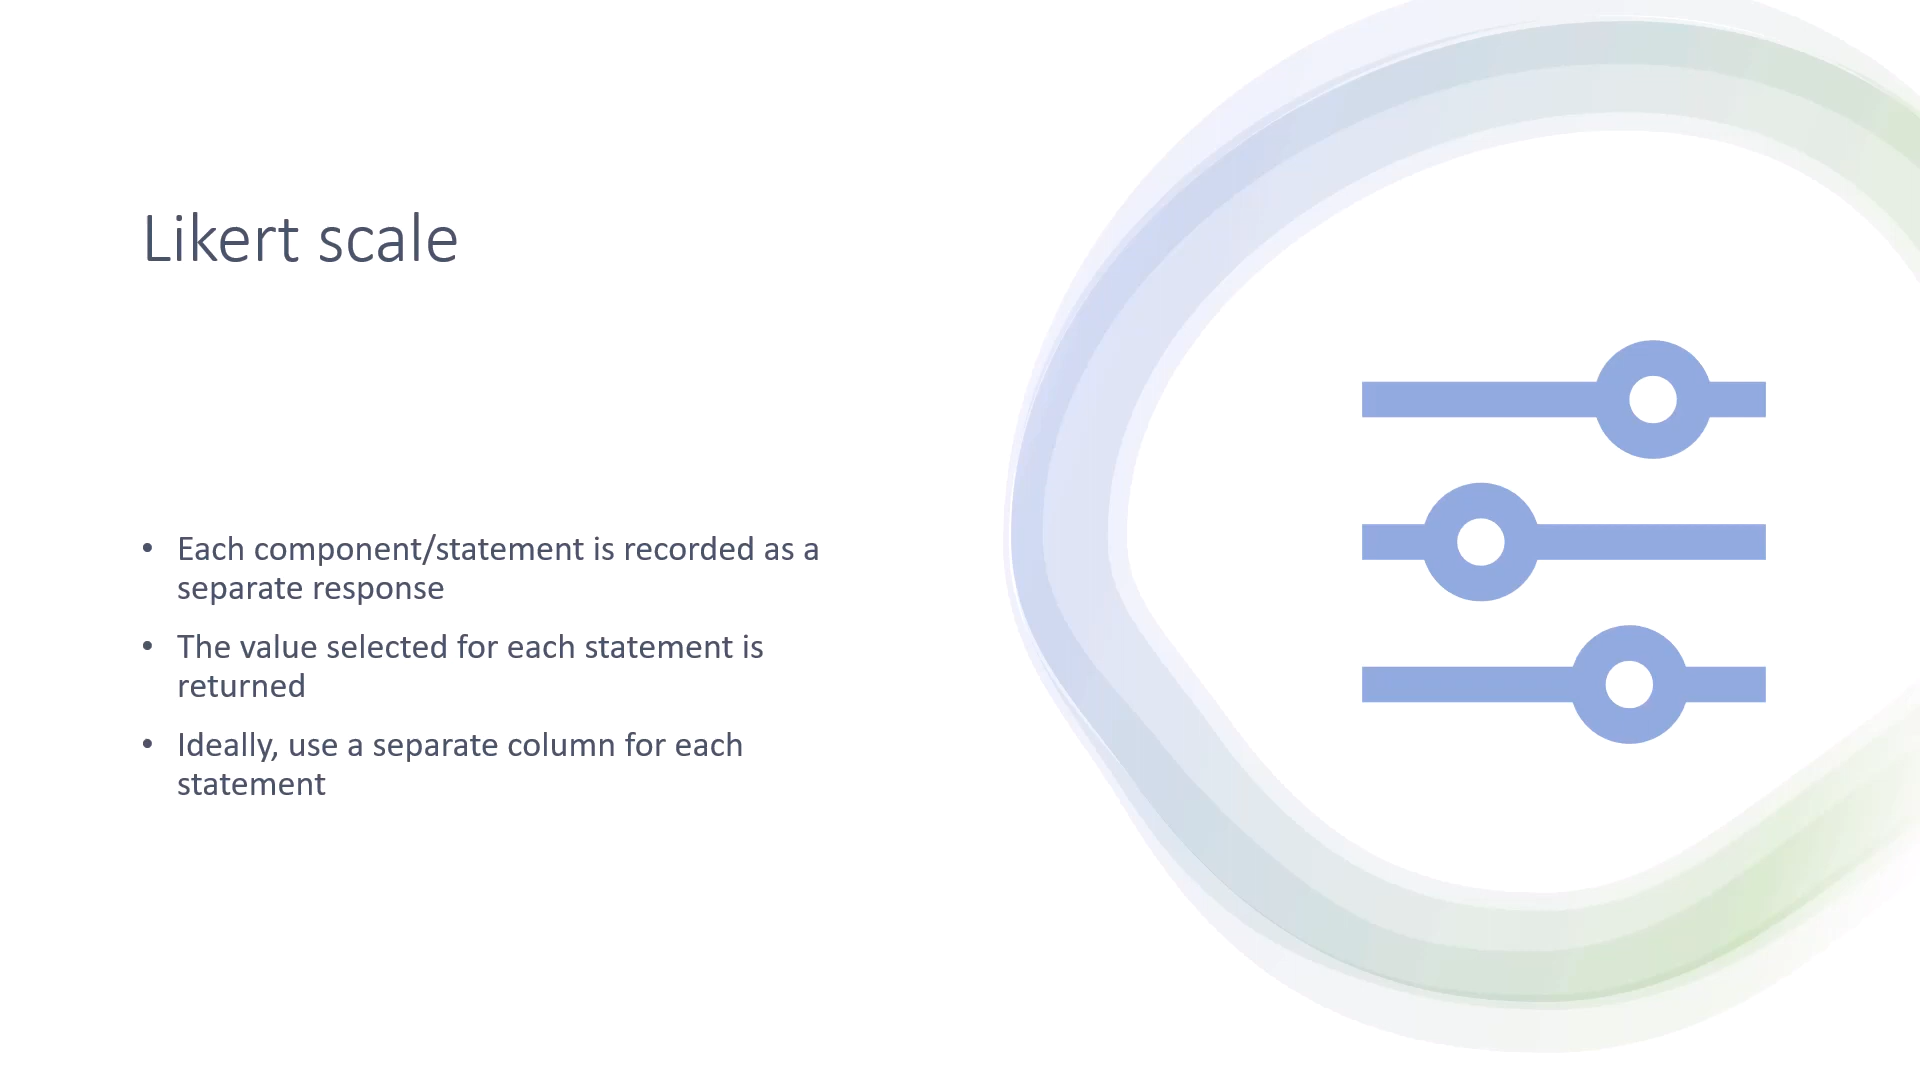 Likert scale
• Each component/statement is recorded as a
separate response
• The value selected for each statement is
returned
• Ideally, use a separate column for each
statement